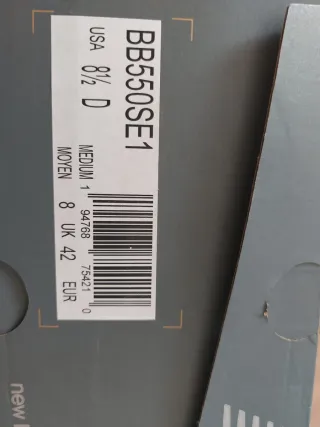 BB550SE1
USA 8½ D
MEDIUM 1
MOYEN
8 UK 42 EUR
94768 75421 0
new